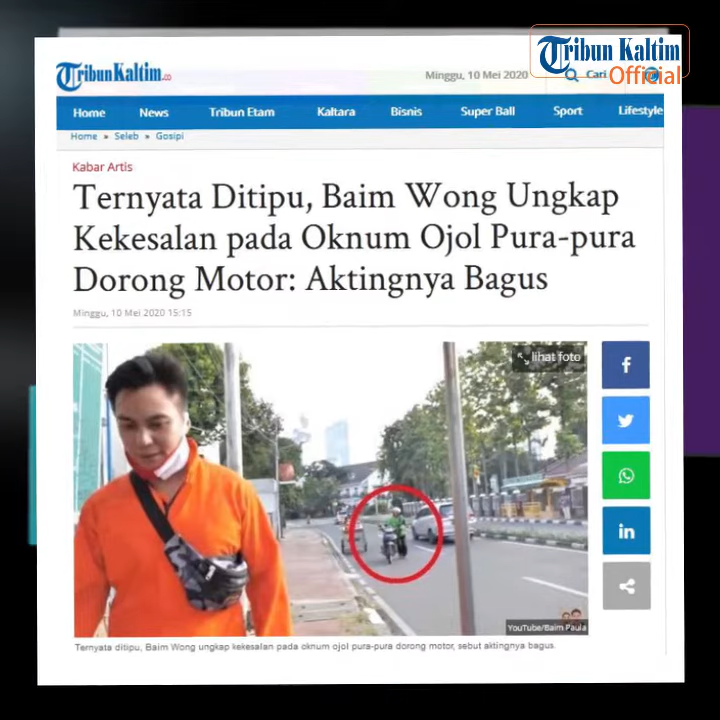 Tribun Kaltim
Official
TribunKaltim.co
Minggu, 10 Mei 2020
Cari
Home News Tribun Etam Kaltara Bisnis Super Ball Sport Lifestyle
Home » Seleb » Gosipi
Kabar Artis
Ternyata Ditipu, Baim Wong Ungkap
Kekesalan pada Oknum Ojol Pura-pura
Dorong Motor: Aktingnya Bagus
Minggu, 10 Mei 2020 15:15
lihat foto
f
in
YouTube/Baim Paula
Ternyata ditipu, Baim Wong ungkap kekesalan pada oknum ojol pura-pura dorong motor, sebut aktingnya bagus.